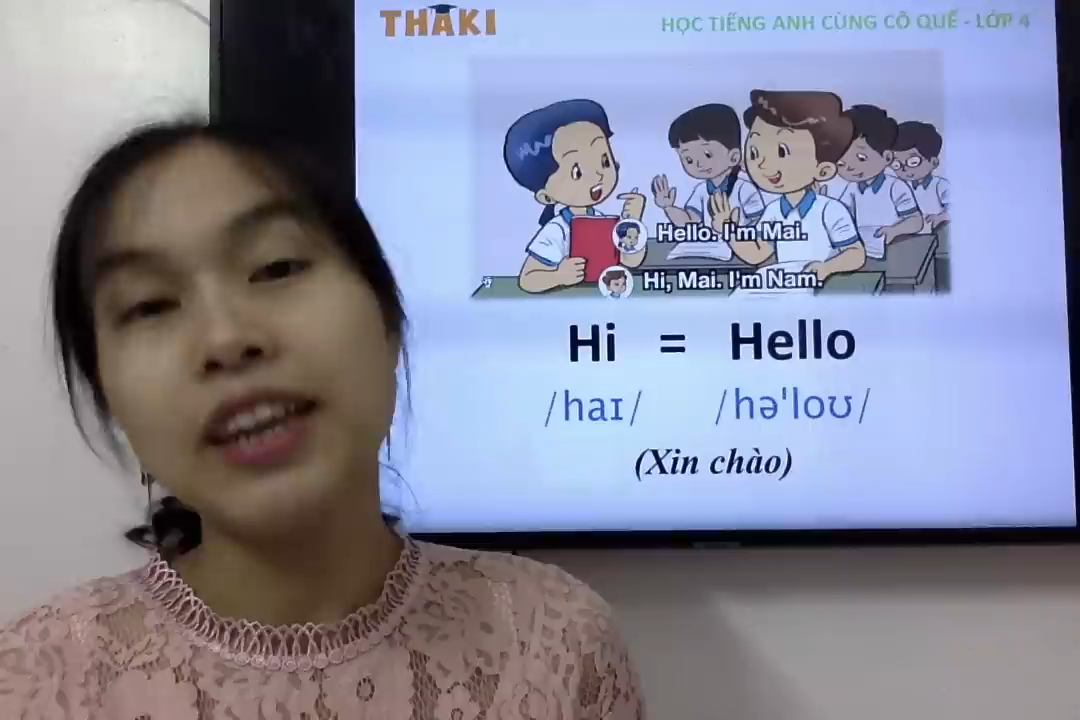 THAKI
HỌC TIẾNG ANH CÙNG CÔ QUẾ - LỚP 4
Hello. I'm Mai.
Hi, Mai. I'm Nam.
Hi = Hello
/haɪ/ /hə'loʊ/
(Xin chào)